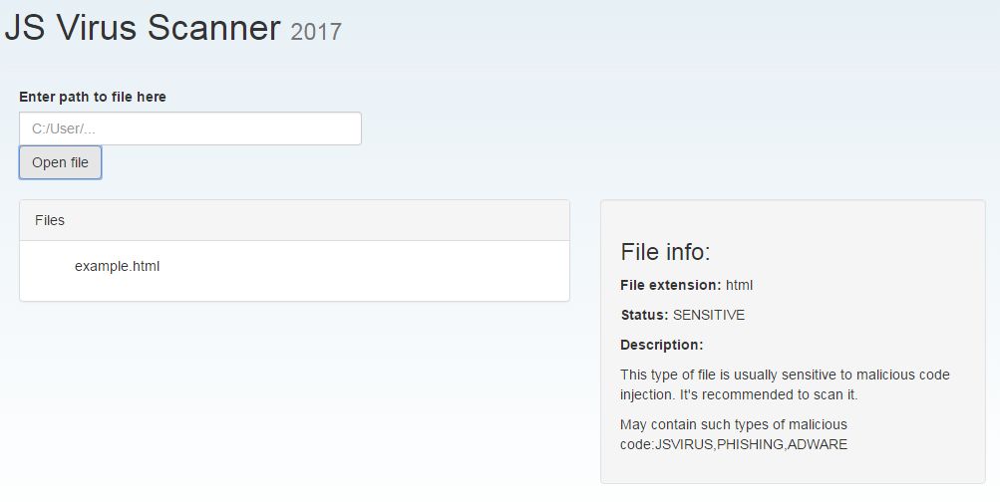 JS Virus Scanner 2017
Enter path to file here
C:/User/...
Open file
Files
example.html
File info:
File extension: html
Status: SENSITIVE
Description:
This type of file is usually sensitive to malicious code
injection. It's recommended to scan it.
May contain such types of malicious
code:JSVIRUS,PHISHING,ADWARE